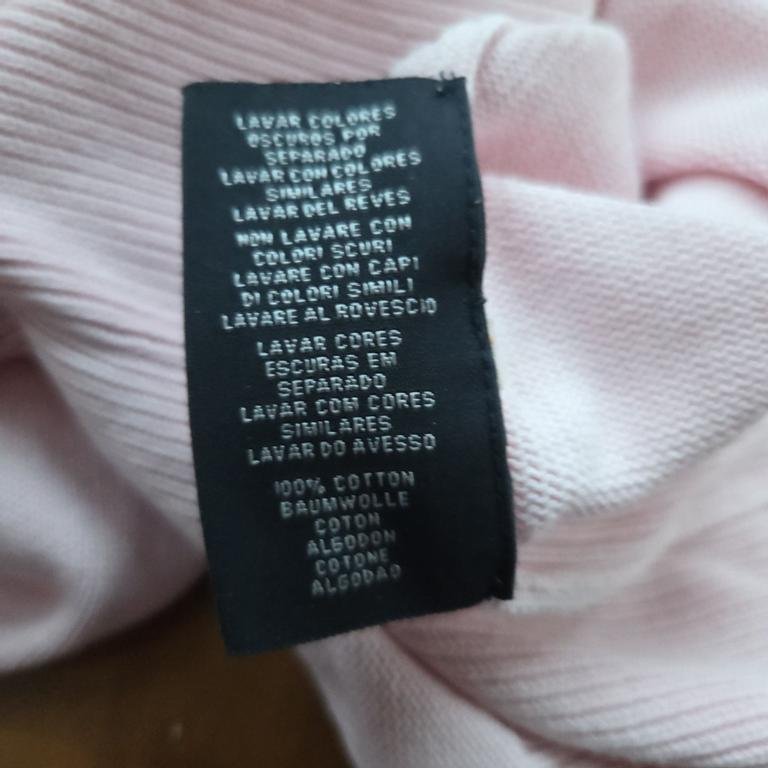 LAVAR COLORES
OSCUROS POR
SEPARADO
LAVAR CON COLORES
SIMILARES
LAVAR DEL REVES
NON LAVARE CON
COLORI SCURI
LAVARE CON CAPI
DI COLORI SIMILI
LAVARE AL ROVESCIO
LAVAR CORES
ESCURAS EM
SEPARADO
LAVAR COM CORES
SIMILARES
LAVAR DO AVESSO
100% COTTON
BAUMWOLLE
COTON
ALGODON
COTONE
ALGODAO